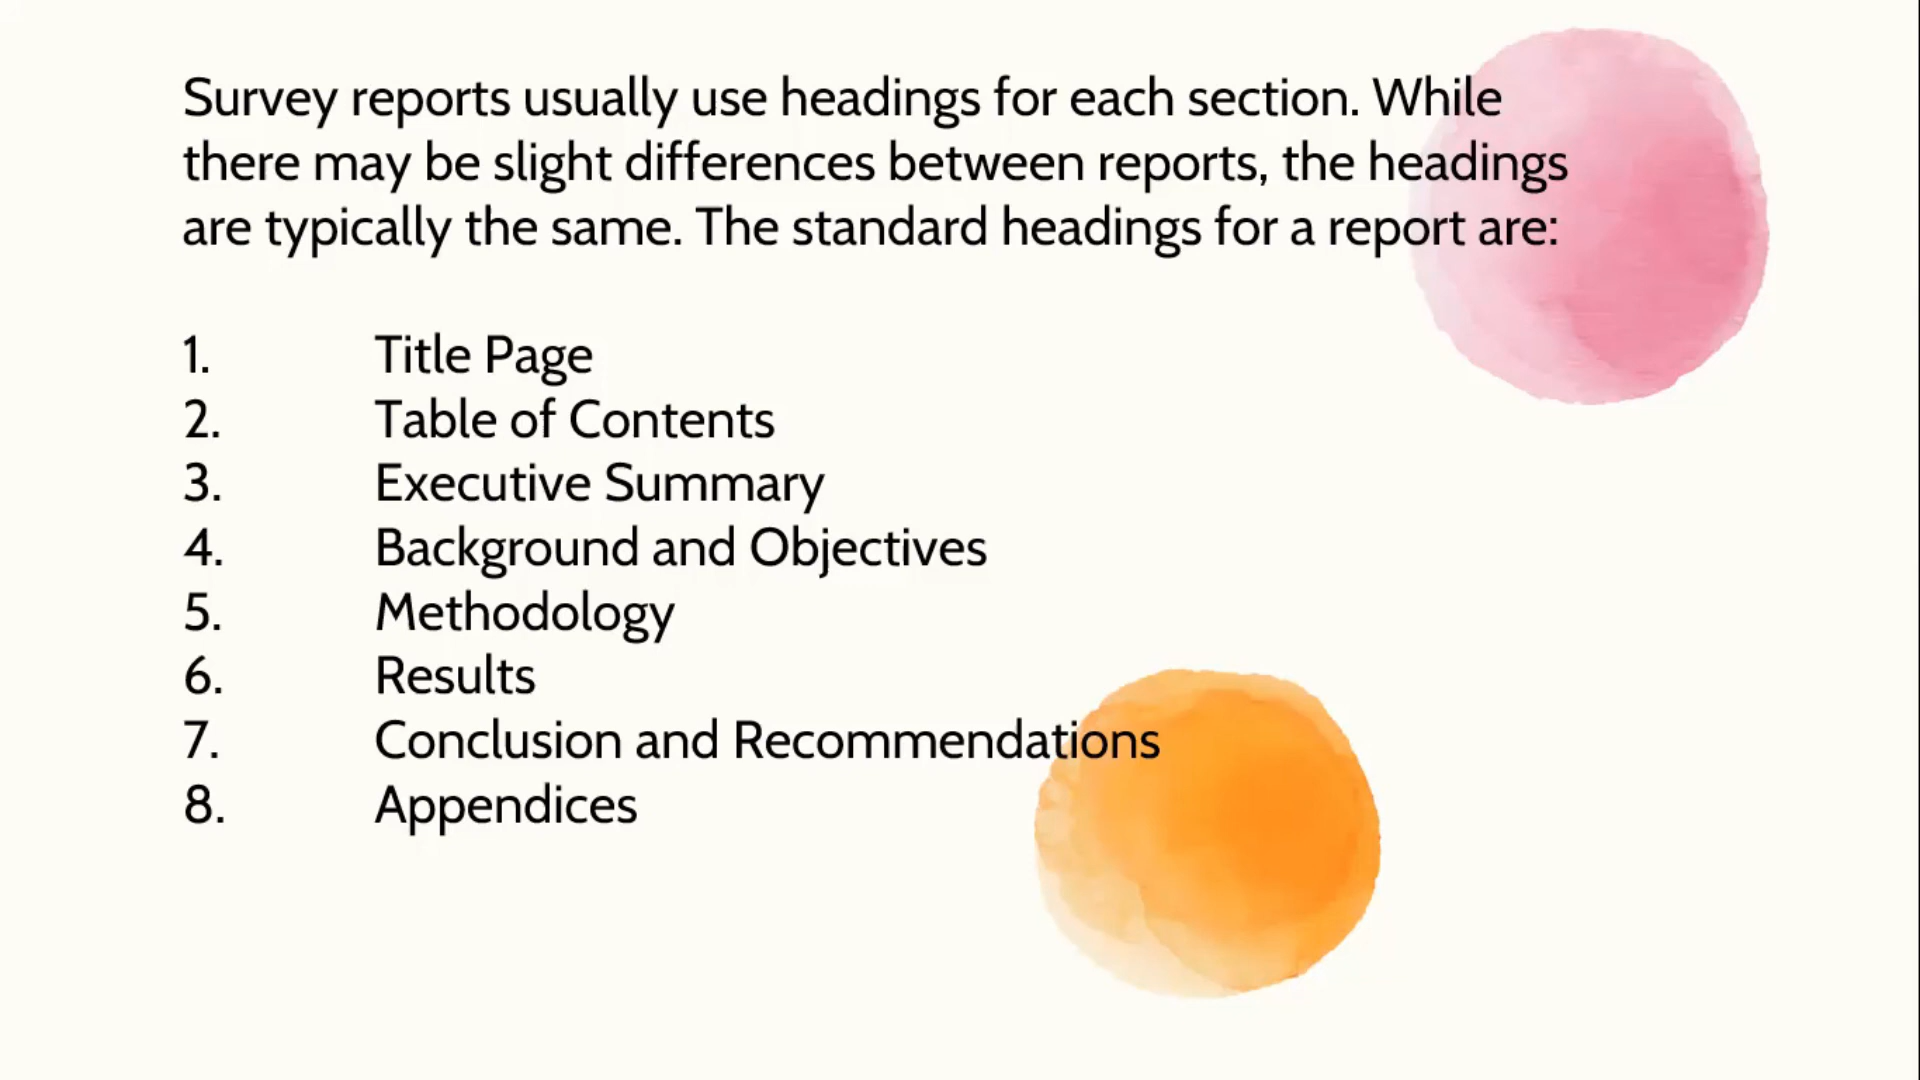 Survey reports usually use headings for each section. While
there may be slight differences between reports, the headings
are typically the same. The standard headings for a report are:
1. Title Page
2. Table of Contents
3. Executive Summary
4. Background and Objectives
5. Methodology
6. Results
7. Conclusion and Recommendations
8. Appendices